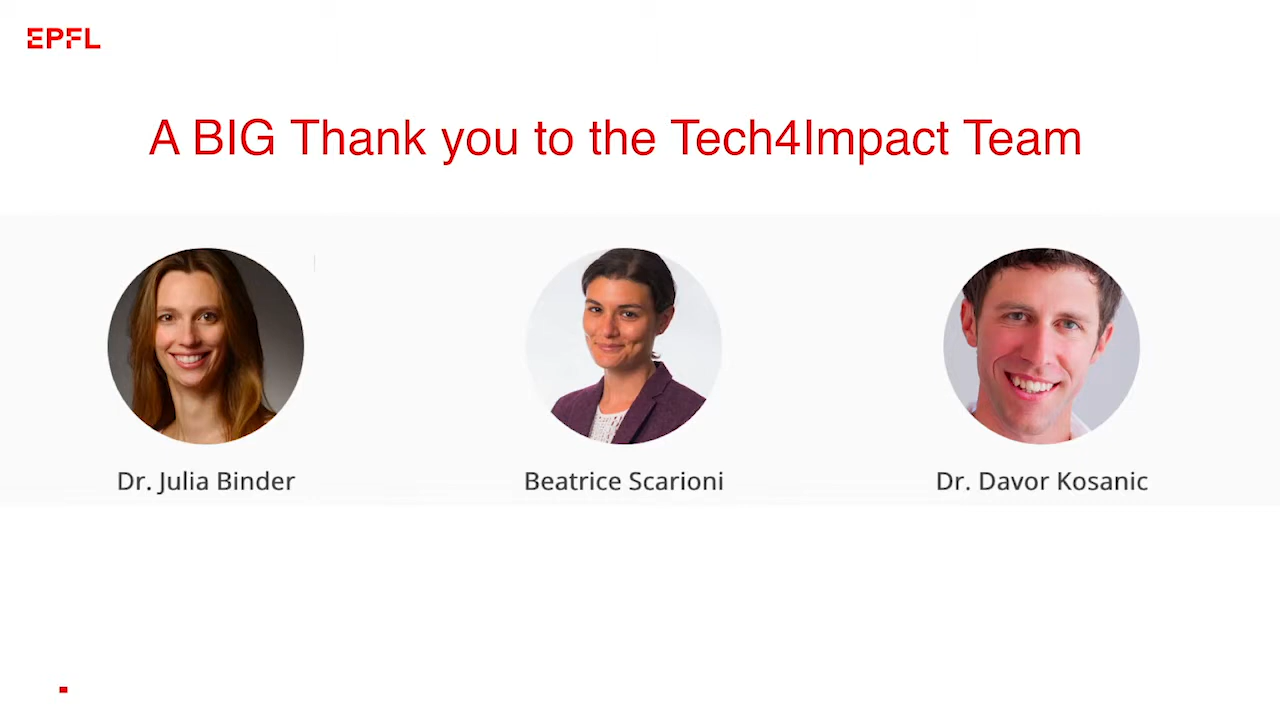 EPFL
A BIG Thank you to the Tech4Impact Team
Dr. Julia Binder
Beatrice Scarioni
Dr. Davor Kosanic